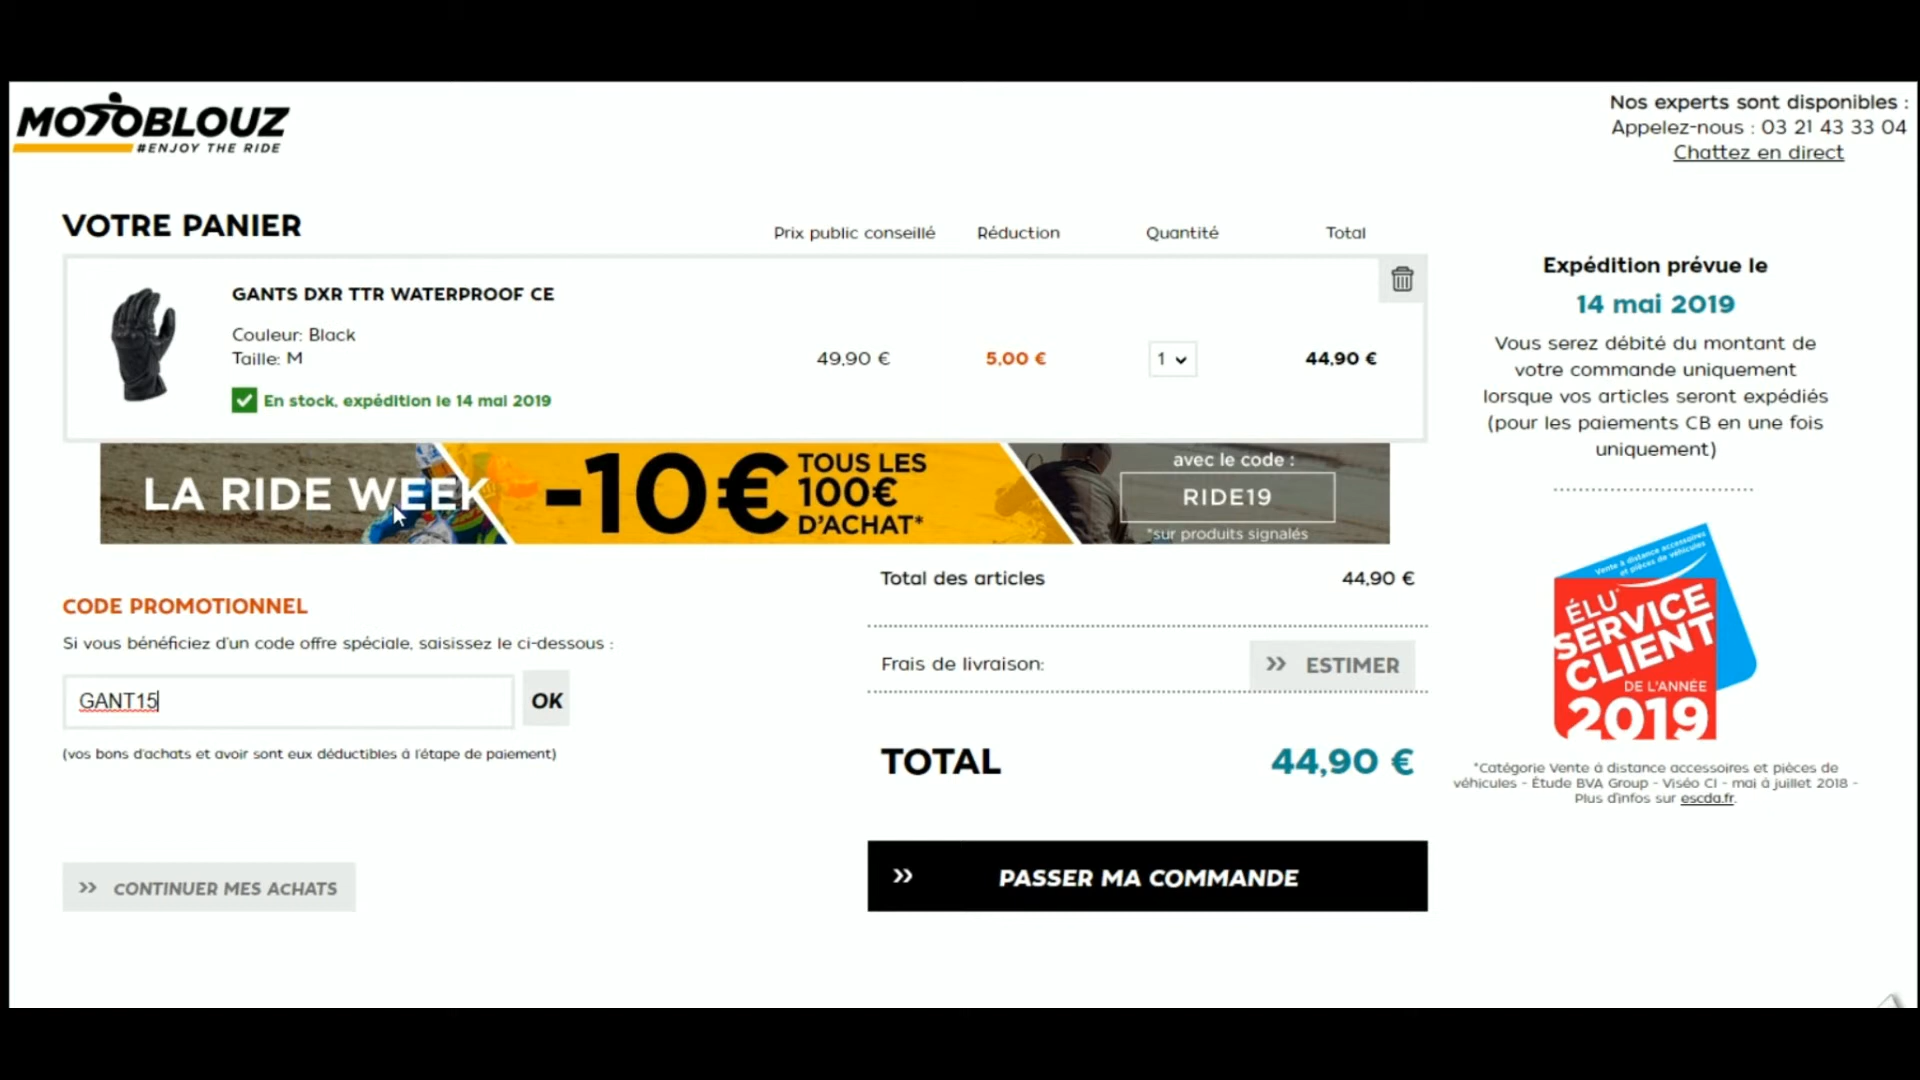 MOTOBLOUZ
#ENJOY THE RIDE
Nos experts sont disponibles :
Appelez-nous : 03 21 43 33 04
Chattez en direct
VOTRE PANIER
Prix public conseillé Réduction Quantité Total
GANTS DXR TTR WATERPROOF CE
Couleur: Black
Taille: M
49,90 € 5,00 € 1 44,90 €
En stock, expédition le 14 mai 2019
Expédition prévue le
14 mai 2019
Vous serez débité du montant de
votre commande uniquement
lorsque vos articles seront expédiés
(pour les paiements CB en une fois
uniquement)
LA RIDE WEEK
-10€
TOUS LES
100€
D'ACHAT*
avec le code :
RIDE19
*sur produits signalés
Total des articles 44,90 €
CODE PROMOTIONNEL
Si vous bénéficiez d'un code offre spéciale, saisissez le ci-dessous :
GANT15
OK
(vos bons d'achats et avoir sont eux déductibles à l'étape de paiement)
Frais de livraison: >> ESTIMER
TOTAL 44,90 €
Vente à distance accessoires
et pièces de véhicules
ÉLU
SERVICE
CLIENT
DE L'ANNÉE
2019
*Catégorie Vente à distance accessoires et pièces de
véhicules - Étude BVA Group - Viséo CI - mai à juillet 2018 -
Plus d'infos sur escda.fr.
>> CONTINUER MES ACHATS
>> PASSER MA COMMANDE